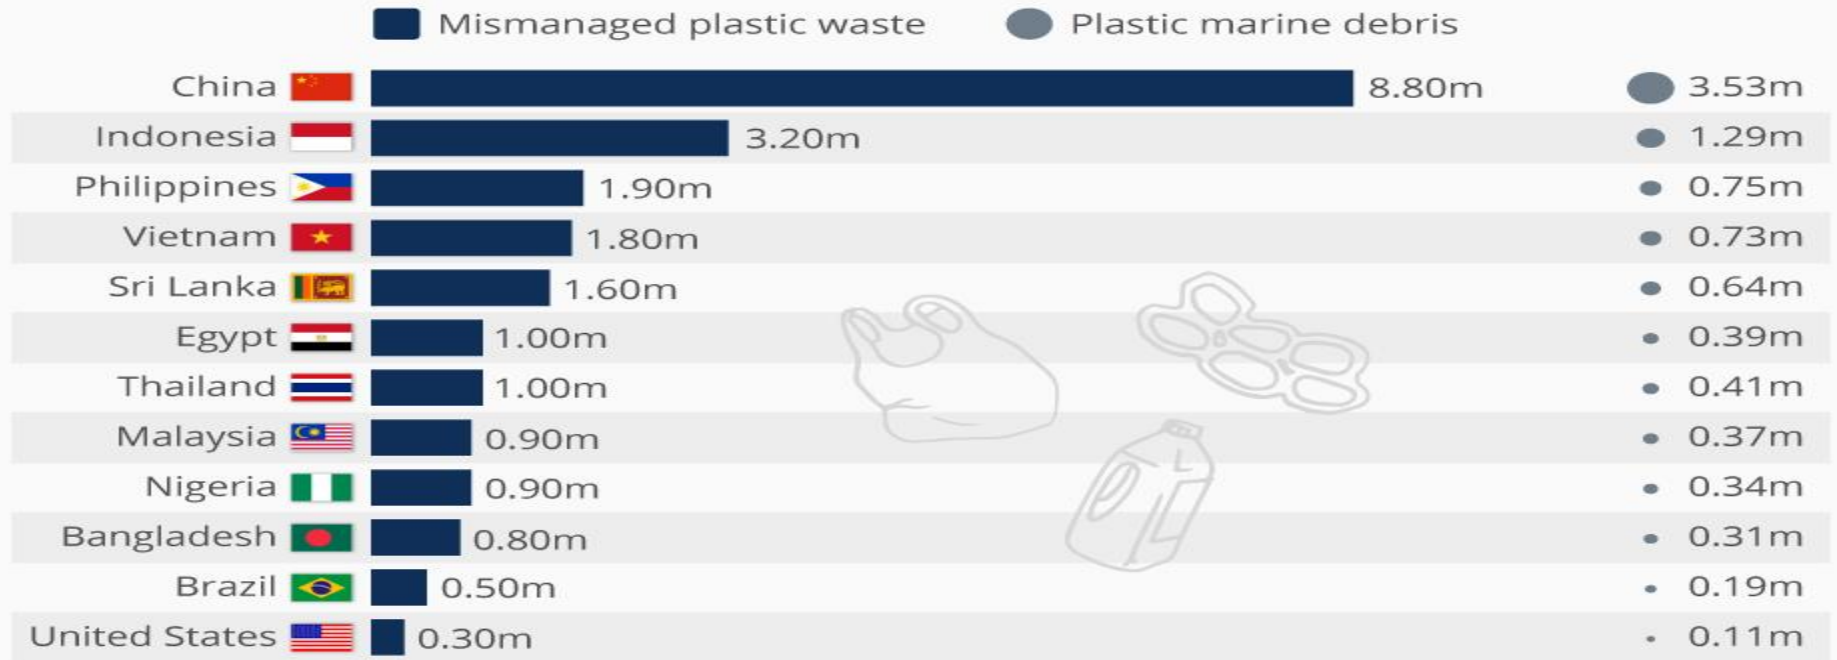 Mismanaged plastic waste Plastic marine debris
China 8.80m 3.53m
Indonesia 3.20m 1.29m
Philippines 1.90m 0.75m
Vietnam 1.80m 0.73m
Sri Lanka 1.60m 0.64m
Egypt 1.00m 0.39m
Thailand 1.00m 0.41m
Malaysia 0.90m 0.37m
Nigeria 0.90m 0.34m
Bangladesh 0.80m 0.31m
Brazil 0.50m 0.19m
United States 0.30m 0.11m